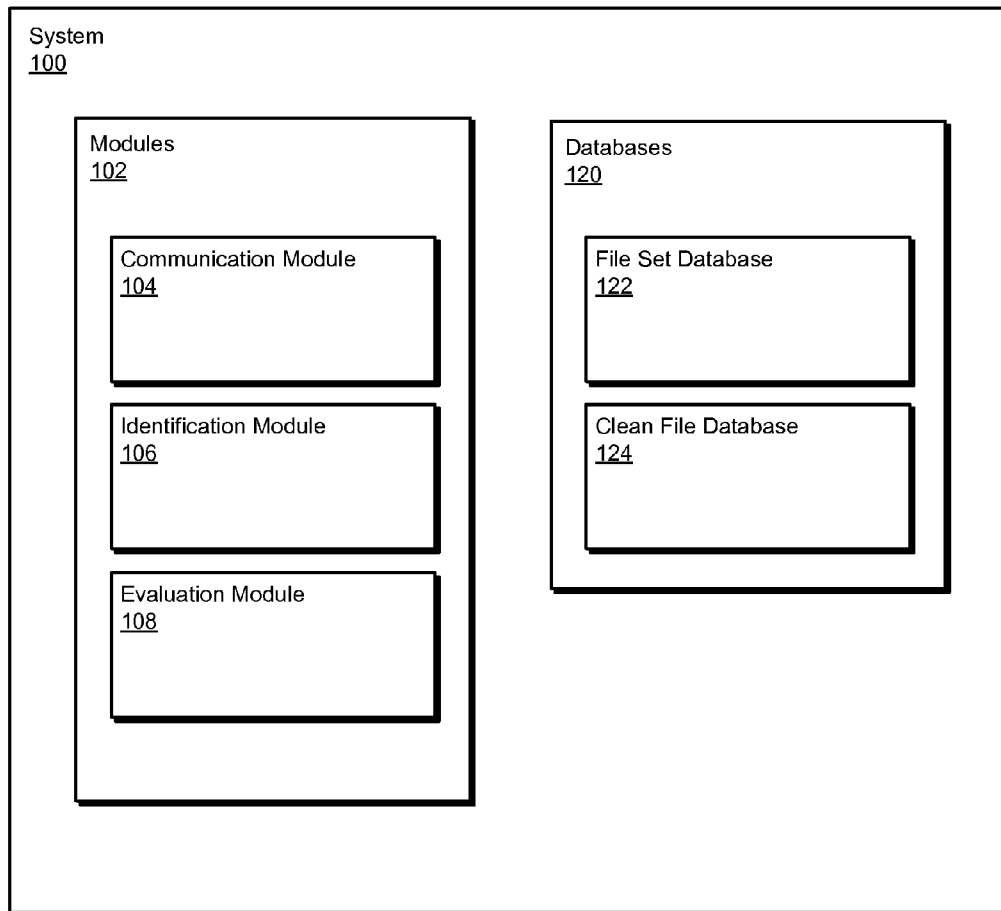 System
100
Modules
102
Communication Module
104
Identification Module
106
Evaluation Module
108
Databases
120
File Set Database
122
Clean File Database
124